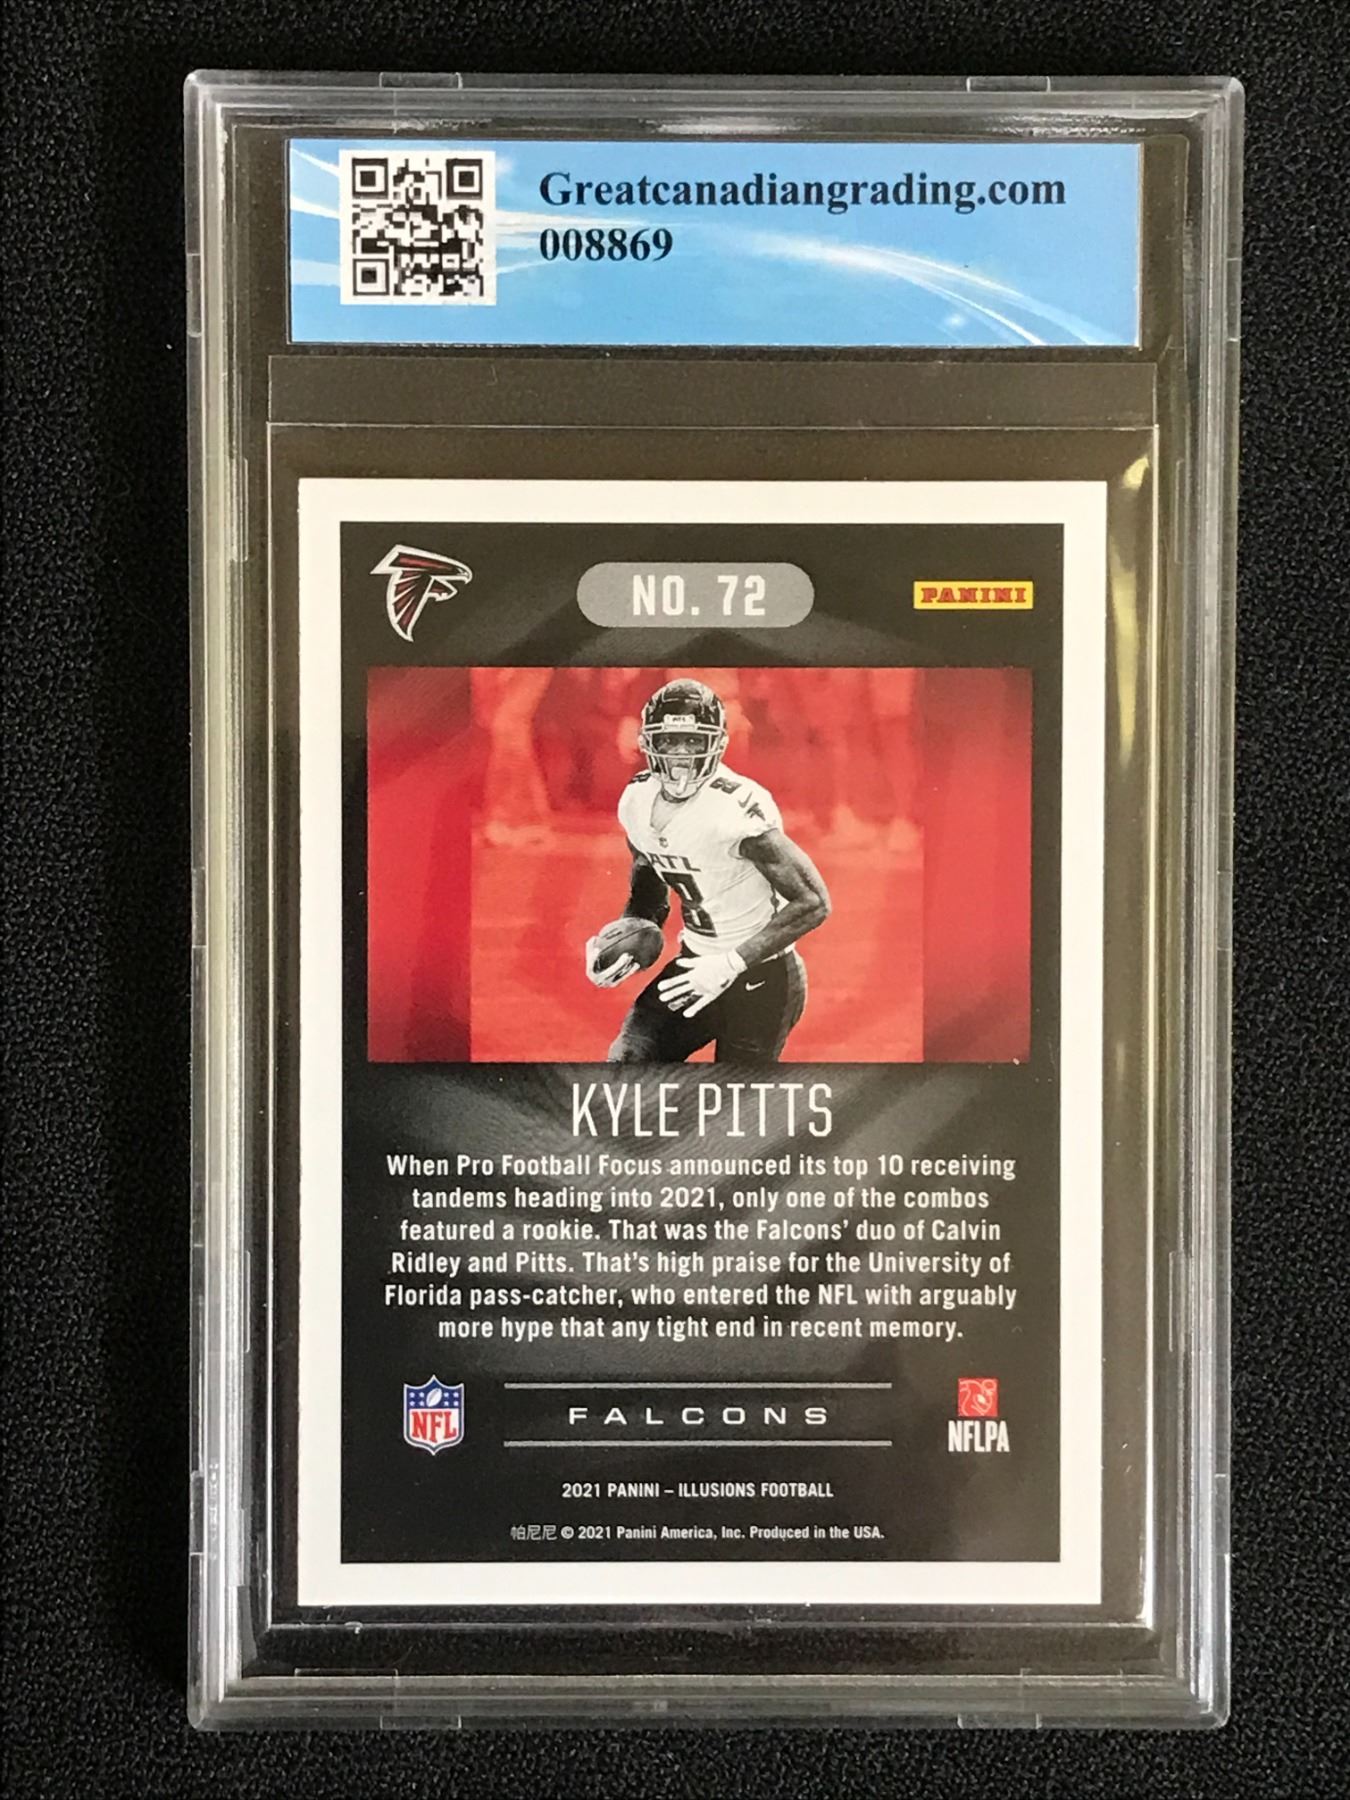 Greatcanadiangrading.com
008869
NO. 72
PANINI
ATL
ATL
8
8
KYLE PITTS
When Pro Football Focus announced its top 10 receiving
tandems heading into 2021, only one of the combos
featured a rookie. That was the Falcons' duo of Calvin
Ridley and Pitts. That's high praise for the University of
Florida pass-catcher, who entered the NFL with arguably
more hype that any tight end in recent memory.
NFL
FALCONS
NFLPA
2021 PANINI – ILLUSIONS FOOTBALL
帕尼尼 © 2021 Panini America, Inc. Produced in the USA.